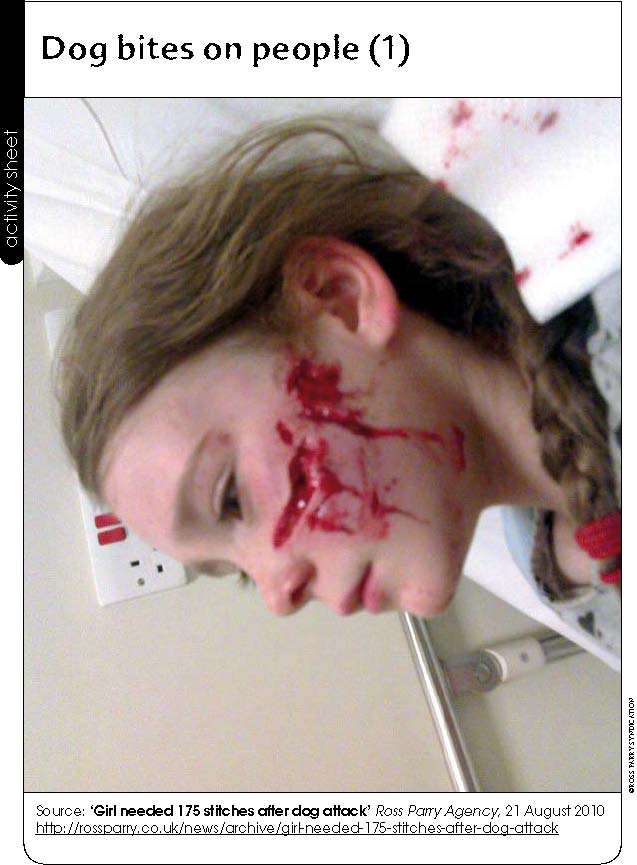 Dog bites on people (1)
activity sheet
©ROSS PARRY SYNDICATION
Source: ‘Girl needed 175 stitches after dog attack’ Ross Parry Agency, 21 August 2010
http://rossparry.co.uk/news/archive/girl-needed-175-stitches-after-dog-attack